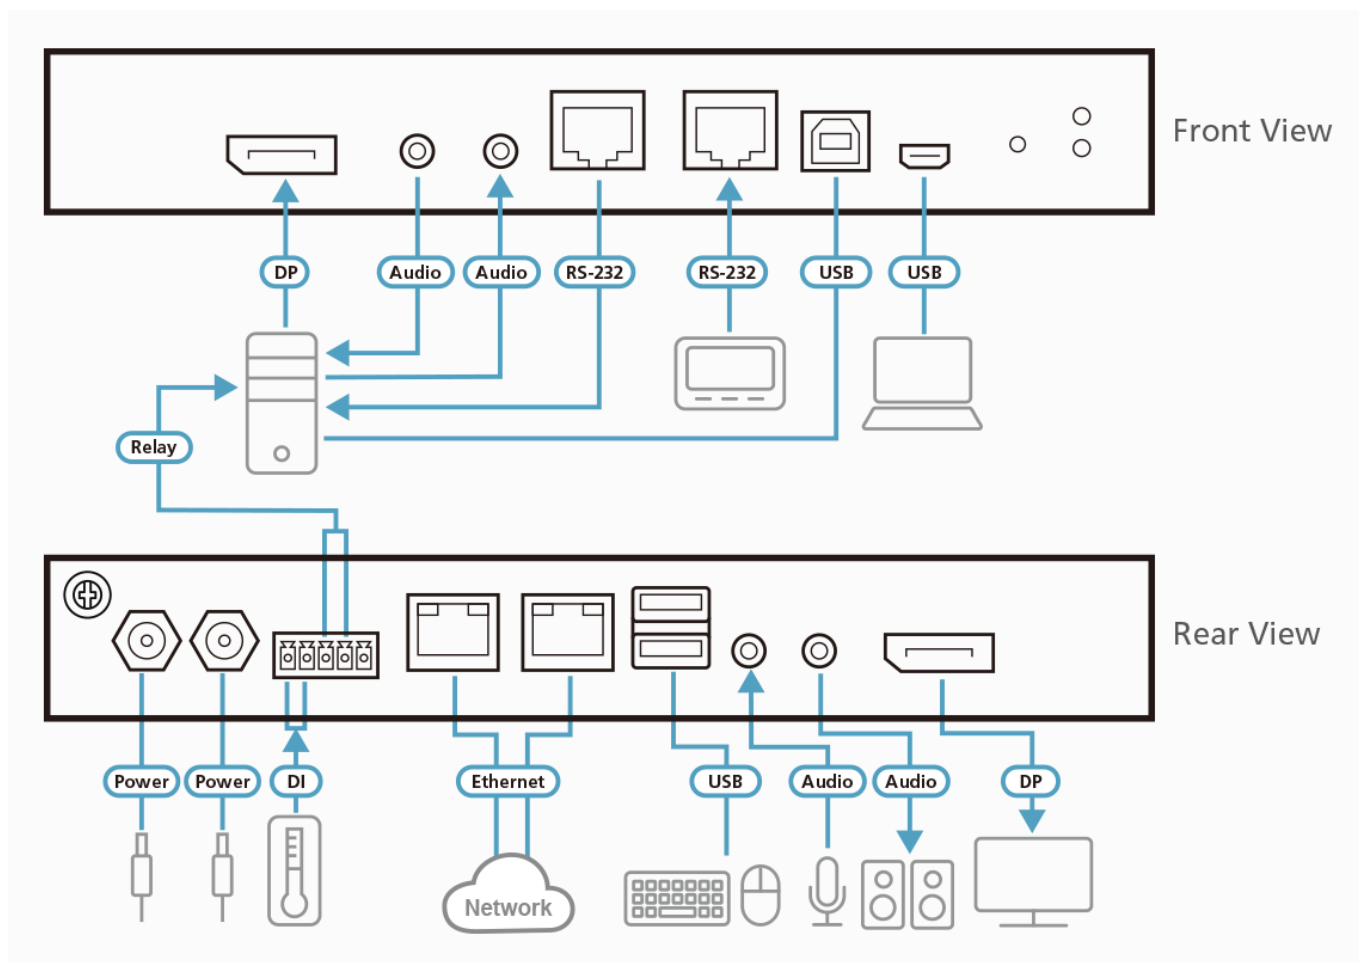 Front View
DP
Audio
Audio
RS-232
RS-232
USB
USB
Relay
Rear View
Power
Power
DI
Ethernet
USB
Audio
Audio
DP
Network